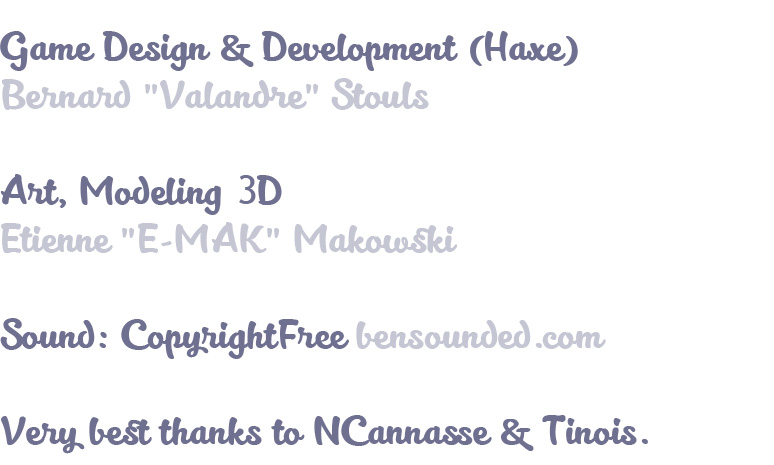 Game Design & Development (Haxe)
Bernard "Valandre" Stouls
Art, Modeling 3D
Etienne "E-MAK" Makowski
Sound: CopyrightFree bensounded.com
Very best thanks to NCannasse & Tinois.